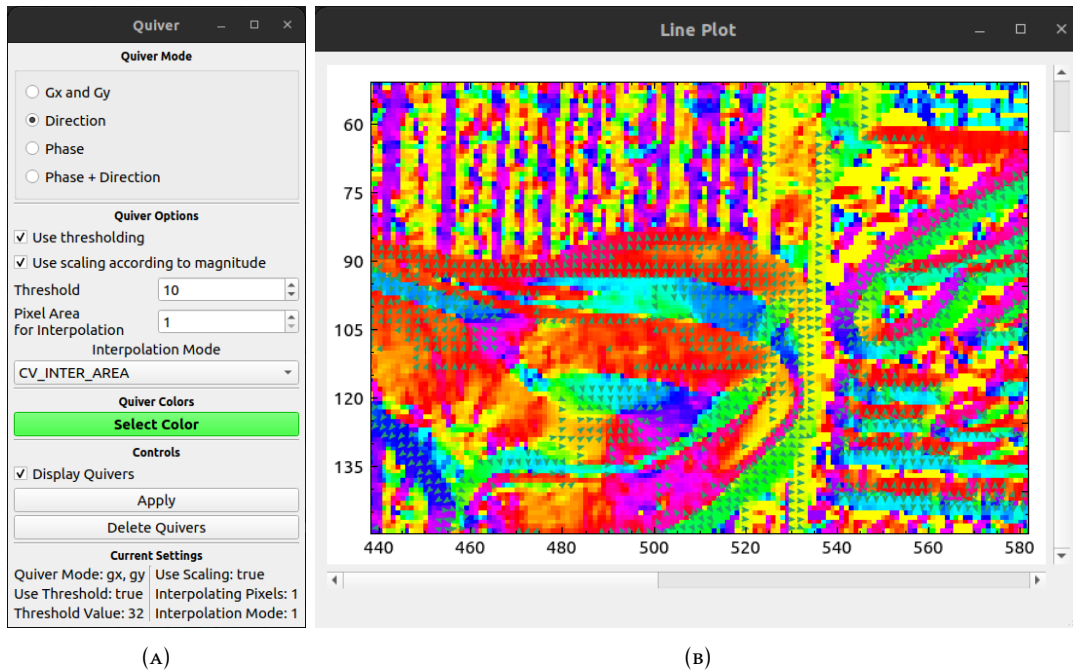 Quiver
Quiver Mode
Gx and Gy
Direction
Phase
Phase + Direction
Quiver Options
Use thresholding
Use scaling according to magnitude
Threshold 10
Pixel Area
for Interpolation 1
Interpolation Mode
CV_INTER_AREA
Quiver Colors
Select Color
Controls
Display Quivers
Apply
Delete Quivers
Current Settings
Quiver Mode: gx, gy Use Scaling: true
Use Threshold: true Interpolating Pixels: 1
Threshold Value: 32 Interpolation Mode: 1
(A)
Line Plot
60
75
90
105
120
135
440 460 480 500 520 540 560 580
(B)